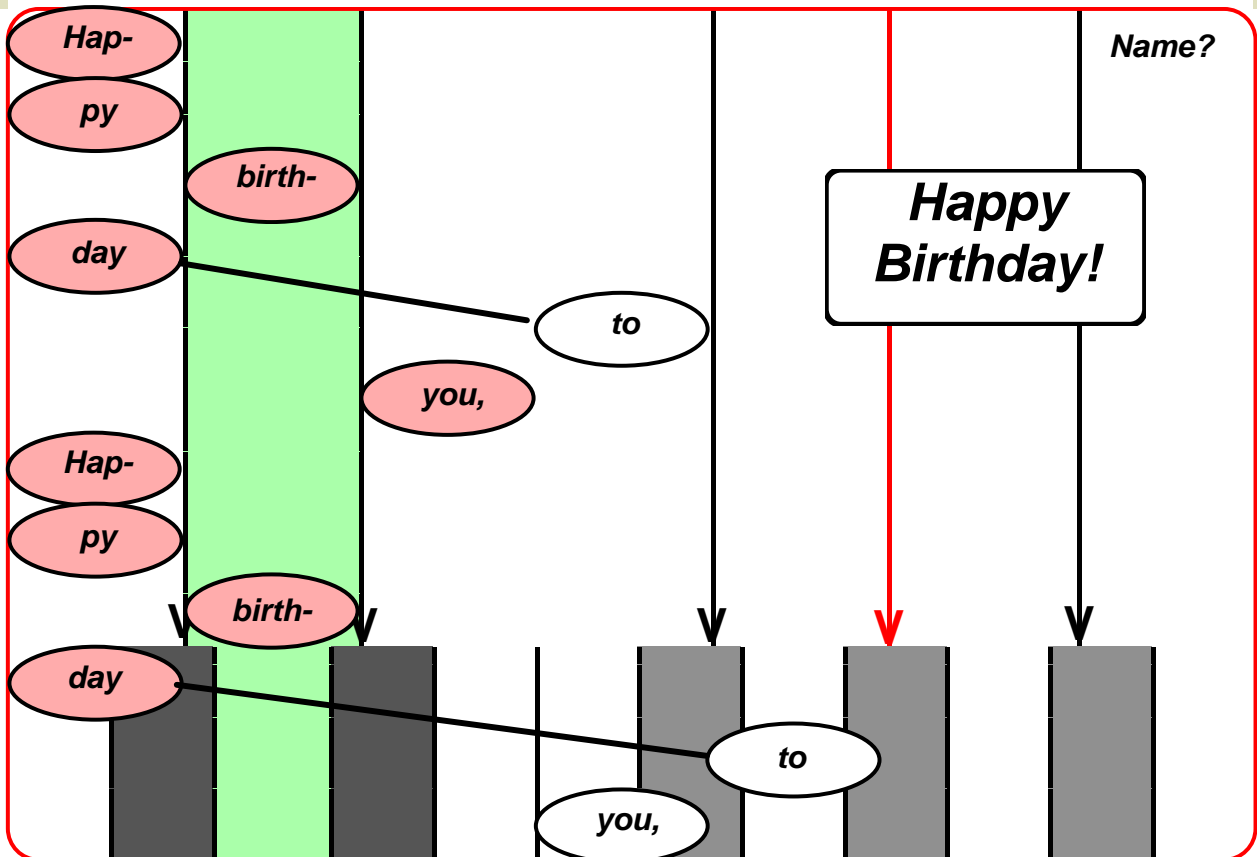 Hap-
Name?
py
birth-
Happy
Birthday!
day
to
you,
Hap-
py
birth-
day
to
you,